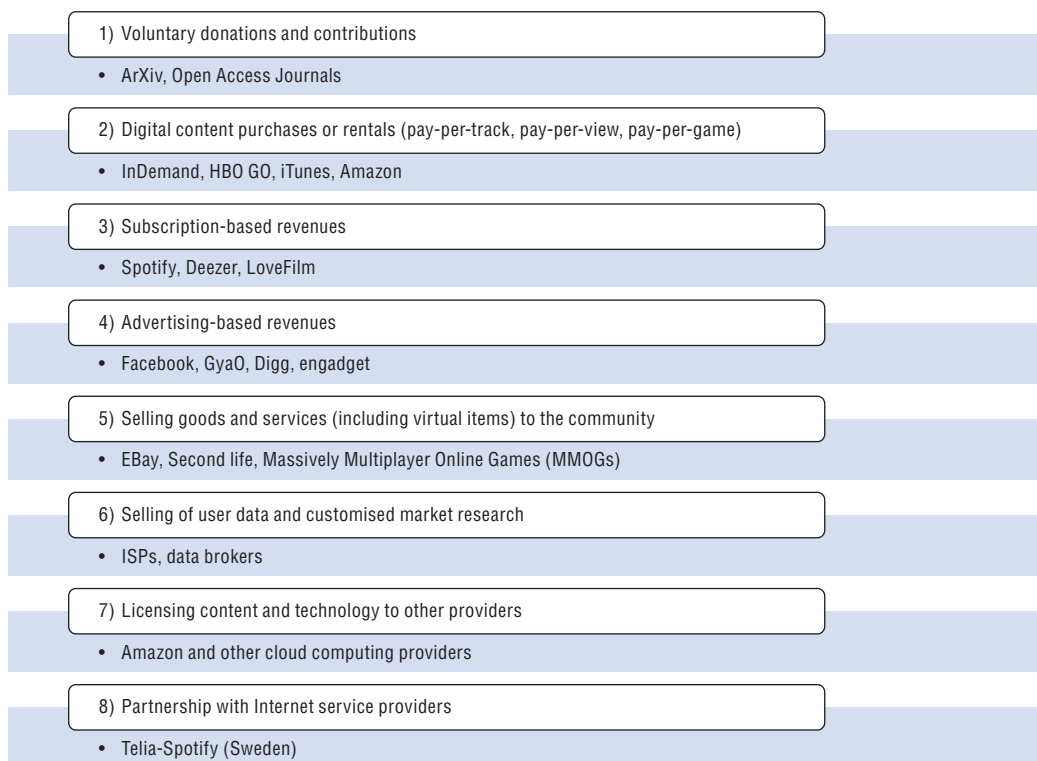 1) Voluntary donations and contributions
• ArXiv, Open Access Journals
2) Digital content purchases or rentals (pay-per-track, pay-per-view, pay-per-game)
• InDemand, HBO GO, iTunes, Amazon
3) Subscription-based revenues
• Spotify, Deezer, LoveFilm
4) Advertising-based revenues
• Facebook, GyaO, Digg, engadget
5) Selling goods and services (including virtual items) to the community
• EBay, Second life, Massively Multiplayer Online Games (MMOGs)
6) Selling of user data and customised market research
• ISPs, data brokers
7) Licensing content and technology to other providers
• Amazon and other cloud computing providers
8) Partnership with Internet service providers
• Telia-Spotify (Sweden)